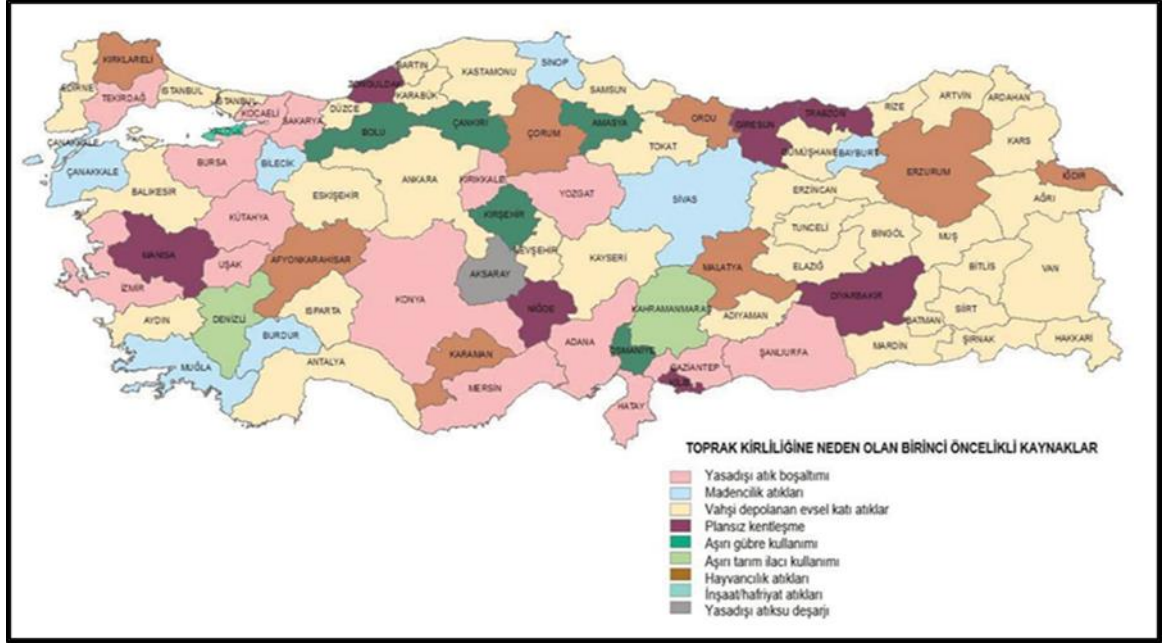 KIRKLARELİ
EDİRNE
TEKİRDAĞ
İSTANBUL
İSTANBUL
KOCAELİ
SAKARYA
DÜZCE
ZONGULDAK
BARTIN
KARABÜK
KASTAMONU
SİNOP
SAMSUN
BOLU
ÇANKIRI
ÇORUM
AMASYA
ORDU
GİRESUN
TRABZON
RİZE
ARTVİN
ARDAHAN
KARS
ÇANAKKALE
ÇANAKKALE
BALIKESİR
BURSA
BİLECİK
ESKİŞEHİR
ANKARA
KIRIKKALE
YOZGAT
TOKAT
SİVAS
GÜMÜŞHANE
BAYBURT
ERZURUM
IĞDIR
AĞRI
ERZİNCAN
TUNCELİ
BİNGÖL
MUŞ
KÜTAHYA
KIRŞEHİR
NEVŞEHİR
KAYSERİ
MANİSA
UŞAK
AFYONKARAHİSAR
AKSARAY
MALATYA
ELAZIĞ
BİTLİS
VAN
İZMİR
DENİZLİ
ISPARTA
KONYA
NİĞDE
KAHRAMANMARAŞ
ADIYAMAN
DİYARBAKIR
BATMAN
SİİRT
AYDIN
BURDUR
ANTALYA
KARAMAN
ADANA
OSMANİYE
GAZİANTEP
ŞANLIURFA
MARDİN
ŞIRNAK
HAKKARİ
MUĞLA
MERSİN
KİLİS
HATAY
TOPRAK KİRLİLİĞİNE NEDEN OLAN BİRİNCİ ÖNCELİKLİ KAYNAKLAR
Yasadışı atık boşaltımı
Madencilik atıkları
Vahşi depolanan evsel katı atıklar
Plansız kentleşme
Aşırı gübre kullanımı
Aşırı tarım ilacı kullanımı
Hayvancılık atıkları
İnşaat/hafriyat atıkları
Yasadışı atıksu deşarjı